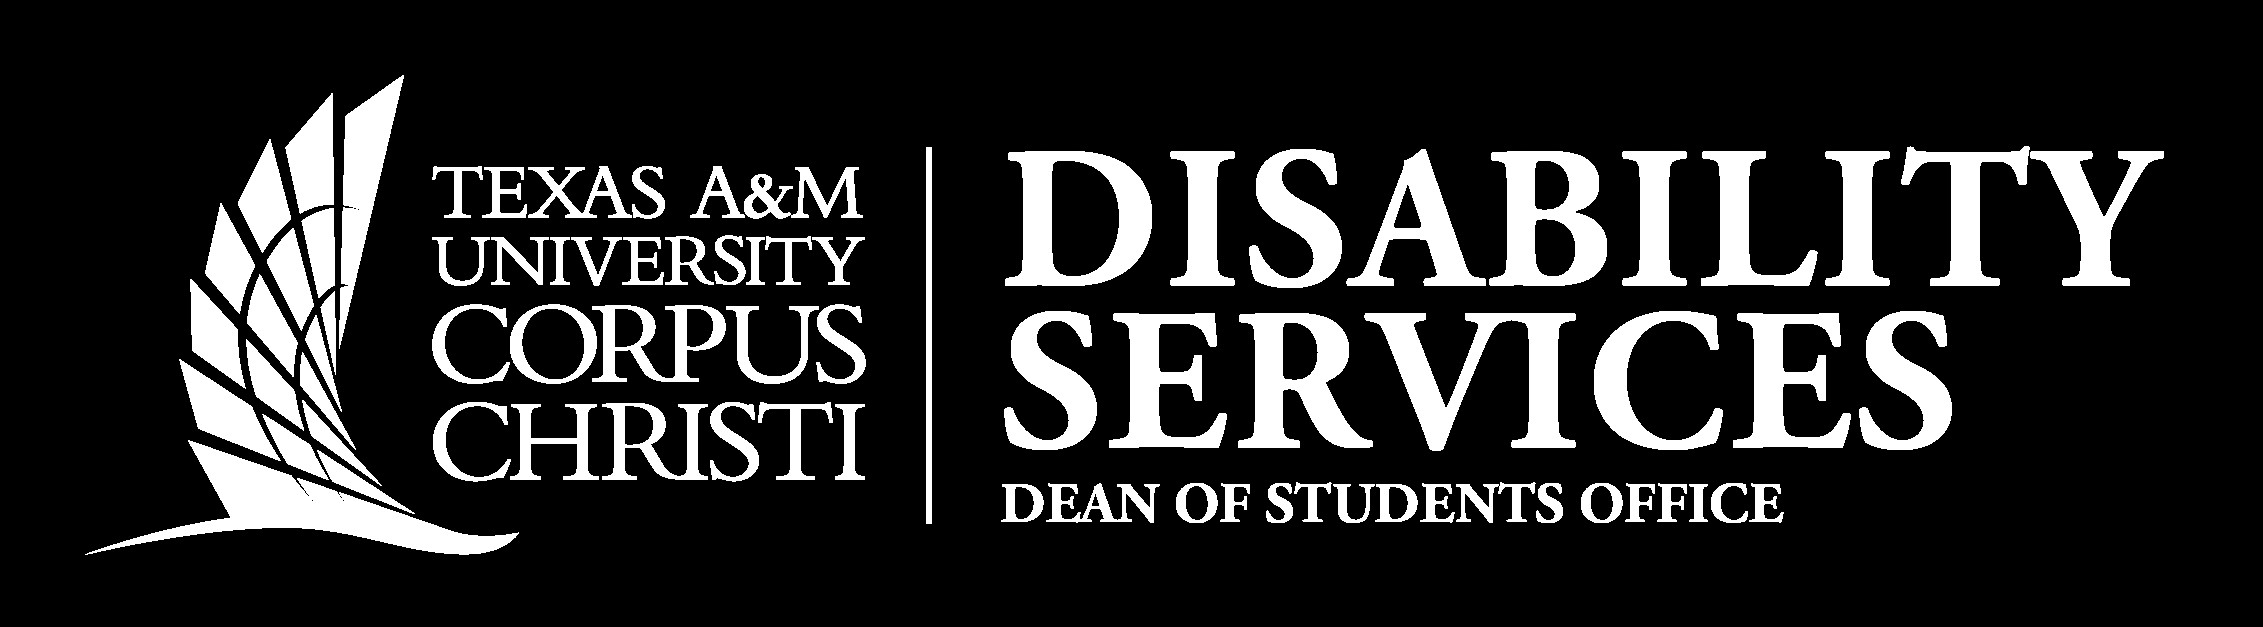 TEXAS A&M
UNIVERSITY
CORPUS
CHRISTI
DISABILITY
SERVICES
DEAN OF STUDENTS OFFICE